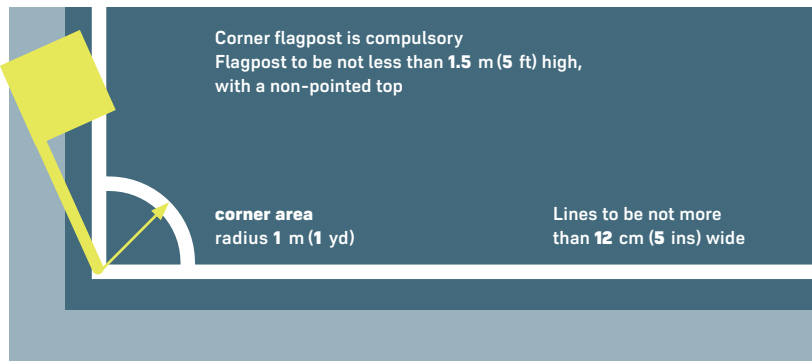 Corner flagpost is compulsory
Flagpost to be not less than 1.5 m (5 ft) high,
with a non-pointed top
corner area
radius 1 m (1 yd)
Lines to be not more
than 12 cm (5 ins) wide